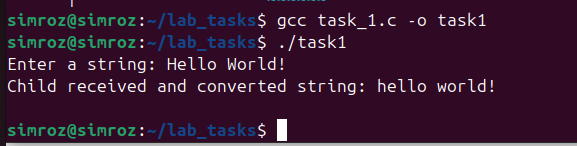 simroz@simroz:~/lab_tasks$ gcc task_1.c -o task1
simroz@simroz:~/lab_tasks$ ./task1
Enter a string: Hello World!
Child received and converted string: hello world!
simroz@simroz:~/lab_tasks$